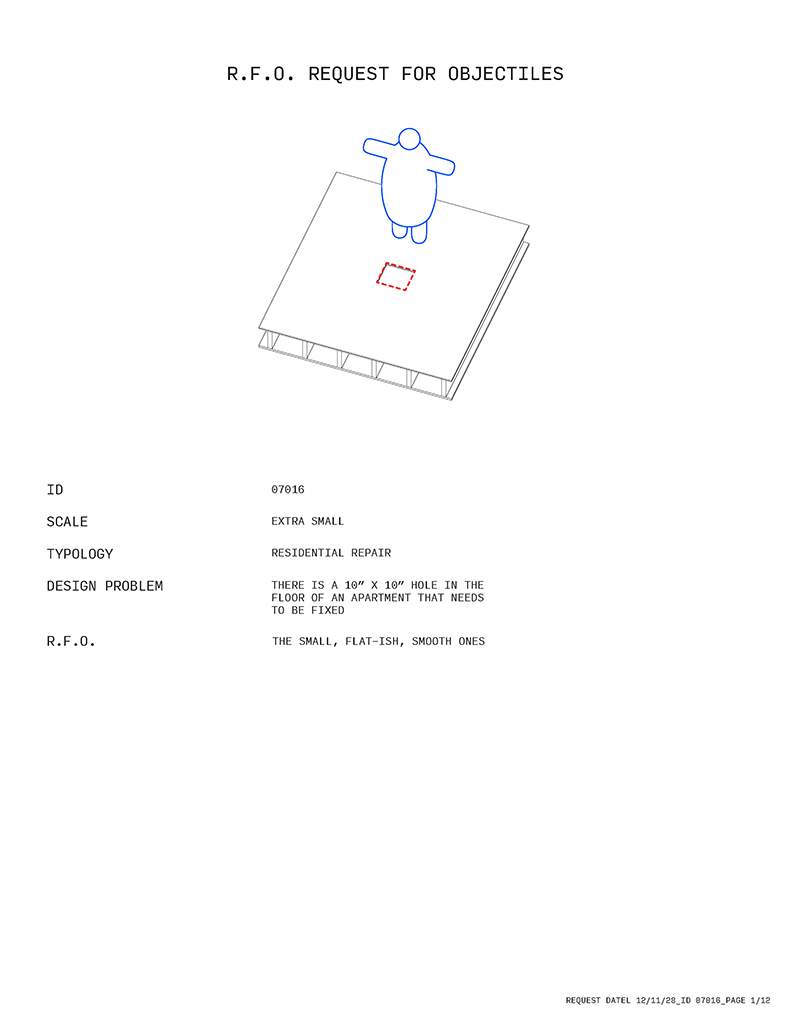 R.F.O. REQUEST FOR OBJECTILES
ID 07016
SCALE EXTRA SMALL
TYPOLOGY RESIDENTIAL REPAIR
DESIGN PROBLEM THERE IS A 10” X 10” HOLE IN THE
FLOOR OF AN APARTMENT THAT NEEDS
TO BE FIXED
R.F.O. THE SMALL, FLAT-ISH, SMOOTH ONES
REQUEST DATEL 12/11/28_ID 07016_PAGE 1/12